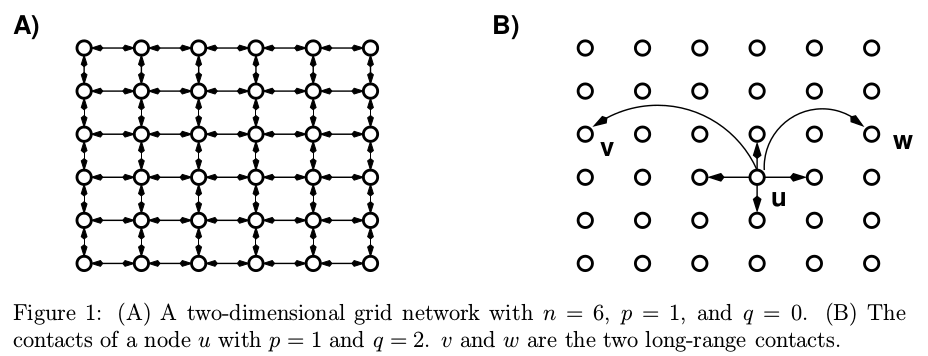 A)
B)
v
w
u
Figure 1: (A) A two-dimensional grid network with n = 6, p = 1, and q = 0. (B) The
contacts of a node u with p = 1 and q = 2. v and w are the two long-range contacts.